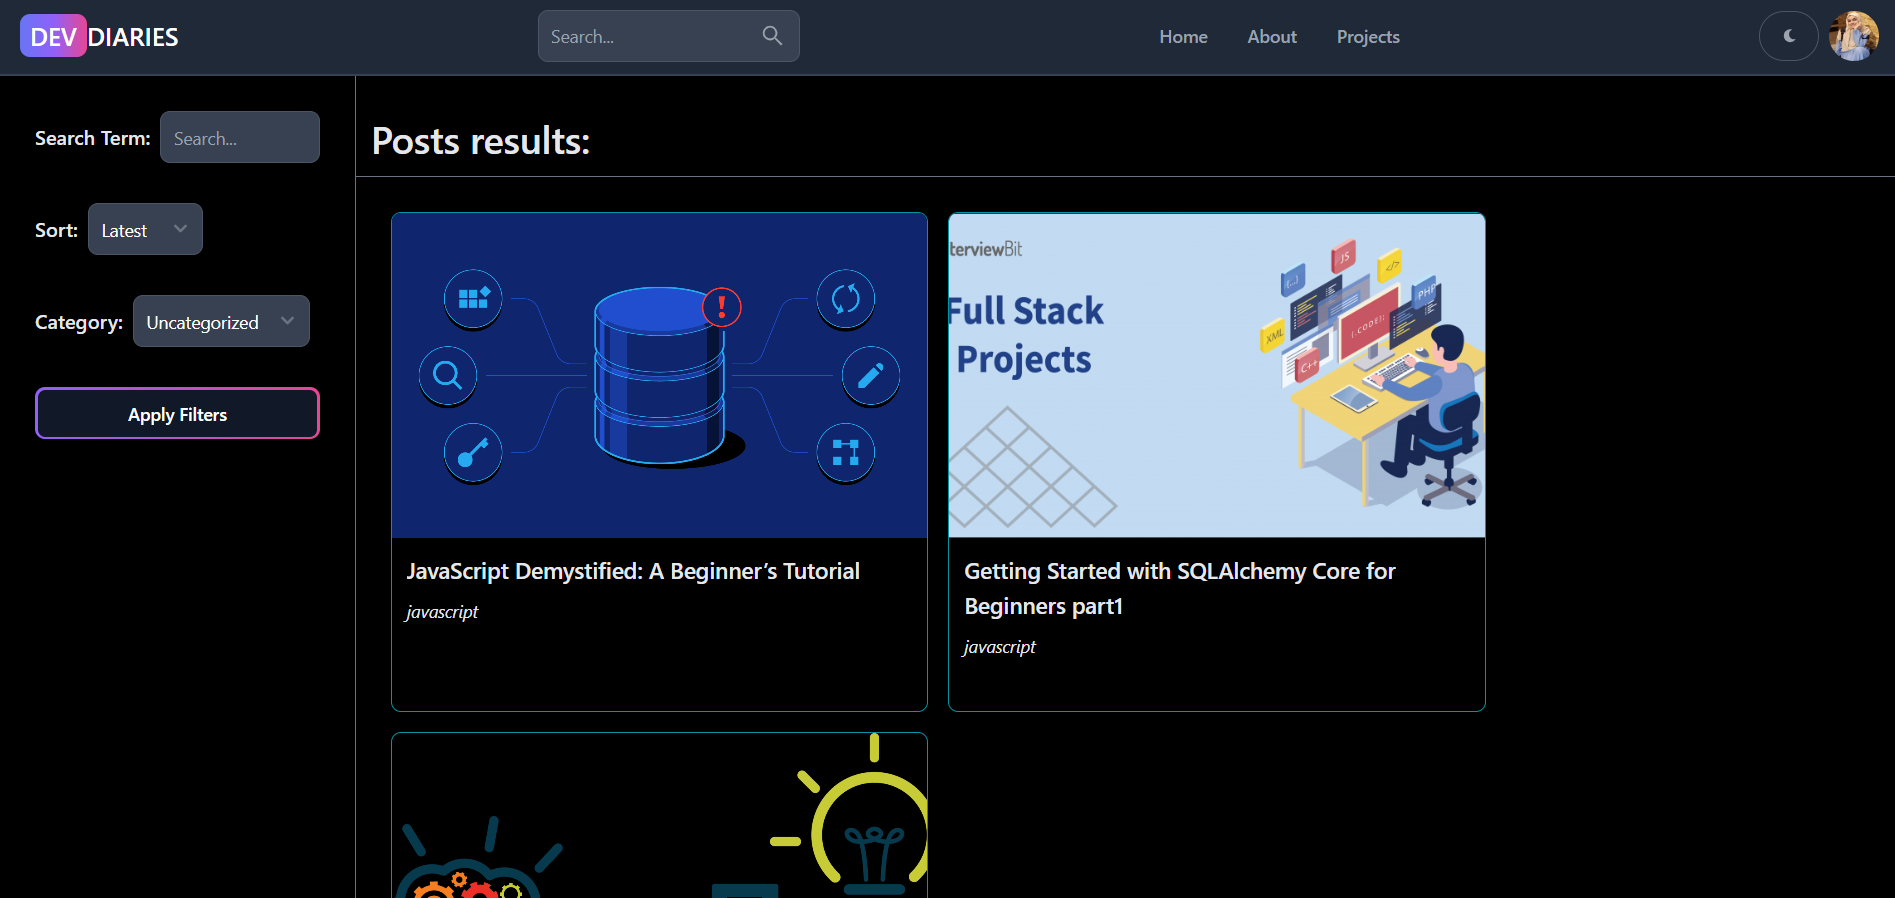 DEV DIARIES
Search...
Home
About
Projects
Search Term:
Search...
Sort:
Latest
Category:
Uncategorized
Apply Filters
Posts results:
JavaScript Demystified: A Beginner’s Tutorial
javascript
terviewBit
Full Stack
Projects
{...}
JS
</>
PHP
[.CODE];
XML
C++
Getting Started with SQLAlchemy Core for
Beginners part1
javascript